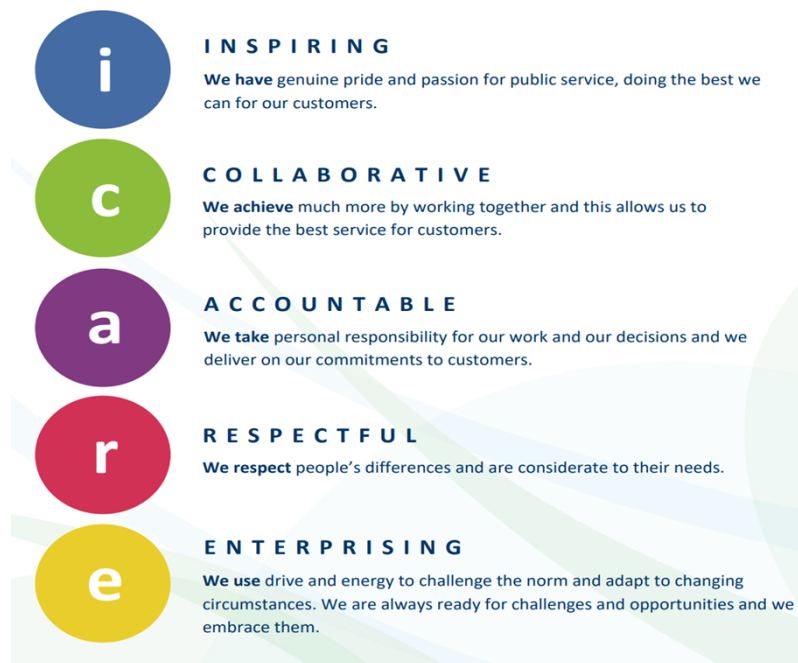 i
INSPIRING
We have genuine pride and passion for public service, doing the best we
can for our customers.
c
COLLABORATIVE
We achieve much more by working together and this allows us to
provide the best service for customers.
a
ACCOUNTABLE
We take personal responsibility for our work and our decisions and we
deliver on our commitments to customers.
r
RESPECTFUL
We respect people’s differences and are considerate to their needs.
e
ENTERPRISING
We use drive and energy to challenge the norm and adapt to changing
circumstances. We are always ready for challenges and opportunities and we
embrace them.